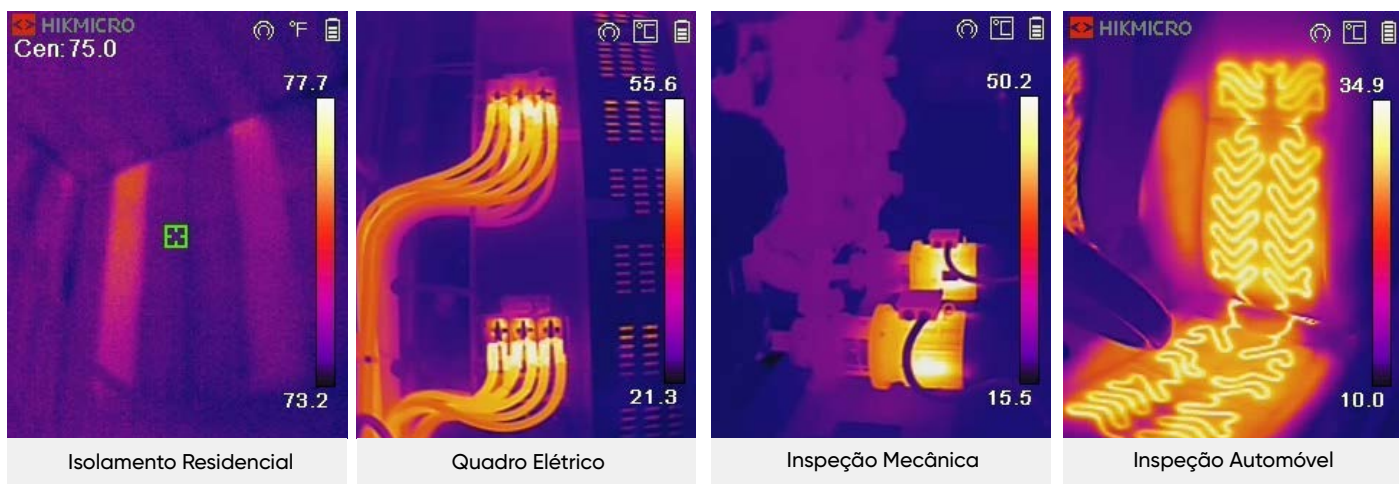 HIKMICRO °F
Cen:75.0
77.7
73.2
Isolamento Residencial
°C
55.6
21.3
Quadro Elétrico
°C
50.2
15.5
Inspeção Mecânica
HIKMICRO °C
34.9
10.0
Inspeção Automóvel